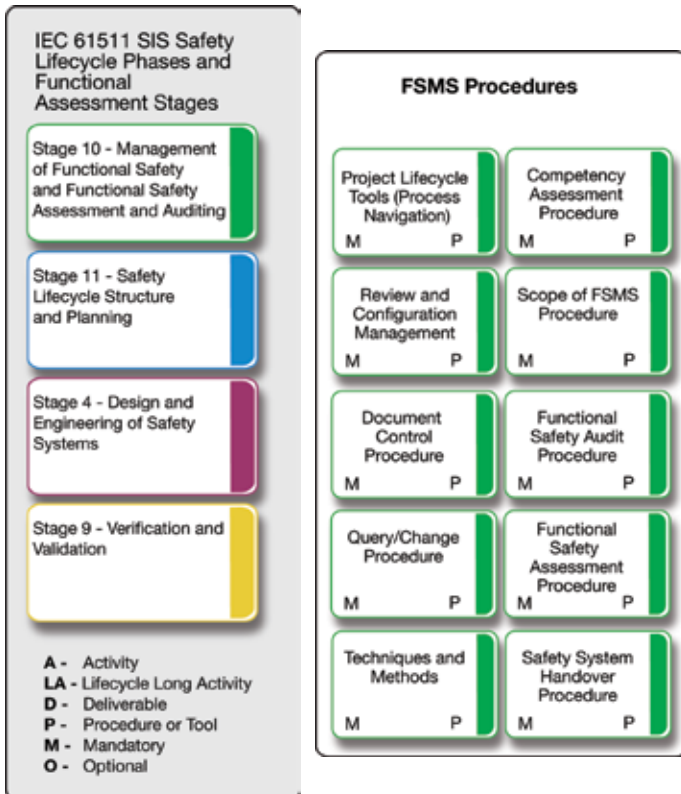 IEC 61511 SIS Safety
Lifecycle Phases and
Functional
Assessment Stages
Stage 10 - Management
of Functional Safety
and Functional Safety
Assessment and Auditing
Stage 11 - Safety
Lifecycle Structure
and Planning
Stage 4 - Design and
Engineering of Safety
Systems
Stage 9 - Verification and
Validation
A - Activity
LA - Lifecycle Long Activity
D - Deliverable
P - Procedure or Tool
M - Mandatory
O - Optional
FSMS Procedures
Project Lifecycle
Tools (Process
Navigation)
M P
Competency
Assessment
Procedure
M P
Review and
Configuration
Management
M P
Scope of FSMS
Procedure
M P
Document
Control
Procedure
M P
Functional
Safety Audit
Procedure
M P
Query/Change
Procedure
M P
Functional
Safety
Assessment
Procedure
M P
Techniques and
Methods
M P
Safety System
Handover
Procedure
M P